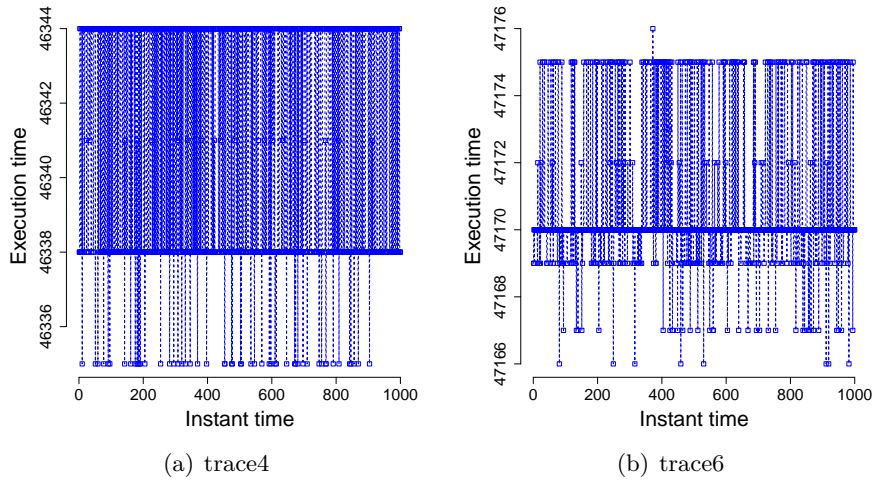 Execution time
46336 46338 46340 46342 46344
0 200 400 600 800 1000
Instant time
(a) trace4
Execution time
47166 47168 47170 47172 47174 47176
0 200 400 600 800 1000
Instant time
(b) trace6